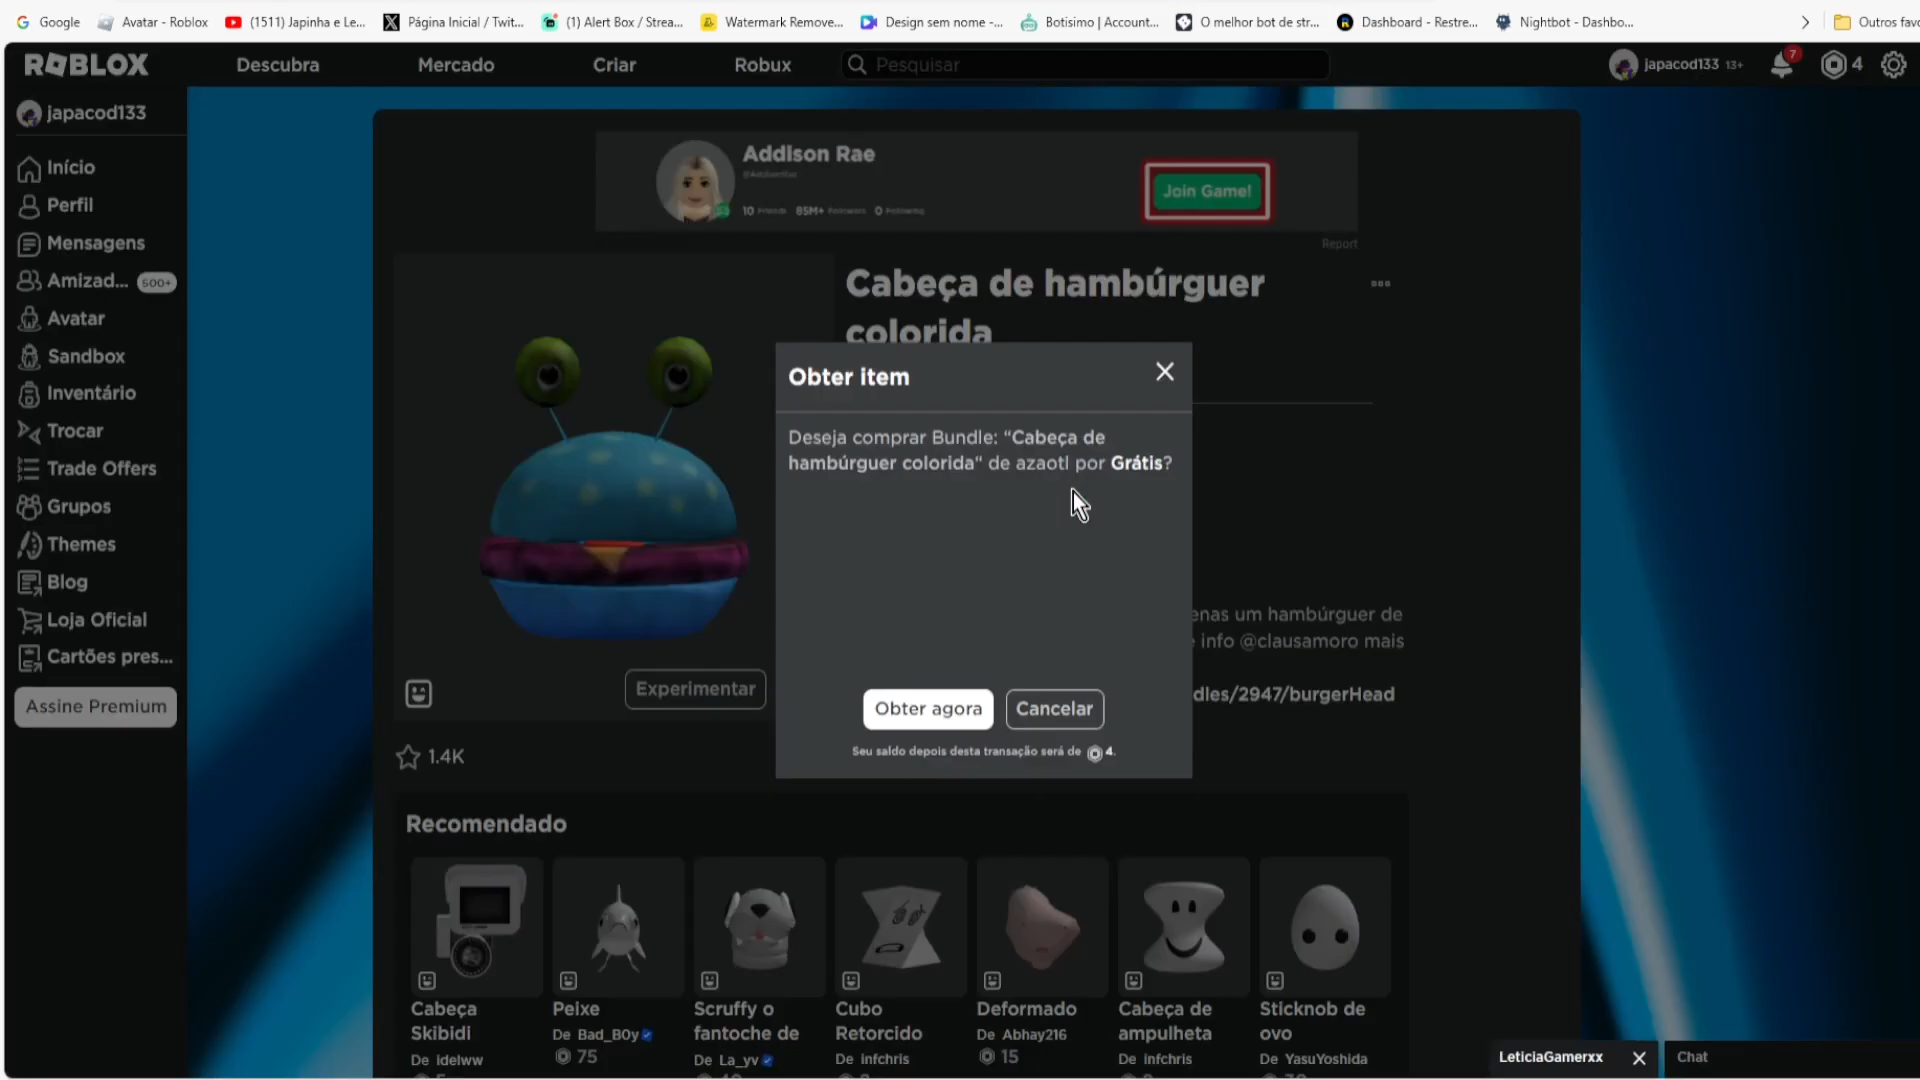 Google
Avatar - Roblox
(1511) Japinha e Le...
Página Inicial / Twit...
(1) Alert Box / Strea...
Watermark Remove...
Design sem nome -...
Botisimo | Account...
O melhor bot de str...
Dashboard - Restre...
Nightbot - Dashbo...
Outros favo
ROBLOX
Descubra
Mercado
Criar
Robux
Pesquisar
japacod133 13+
7
4
japacod133
Início
Perfil
Mensagens
Amizad... 500+
Avatar
Sandbox
Inventário
Trocar
Trade Offers
Grupos
Themes
Blog
Loja Oficial
Cartões pres...
Assine Premium
Addison Rae
10 Friends 85M+ Followers 0 Following
Join Game!
Report
Cabeça de hambúrguer
colorida
Obter item
Deseja comprar Bundle: “Cabeça de
hambúrguer colorida“ de azaotl por Grátis?
Obter agora
Cancelar
Seu saldo depois desta transação será de 4.
enas um hambúrguer de
info @clausamoro mais
dles/2947/burgerHead
Experimentar
1.4K
Recomendado
Cabeça
Skibidi
De idelww
Peixe
De Bad_B0y
75
Scruffy o
fantoche de
De La_yv
Cubo
Retorcido
De infchris
Deformado
De Abhay216
15
Cabeça de
ampulheta
De infchris
Sticknob de
ovo
De YasuYoshida
LeticiaGamerxx
Chat